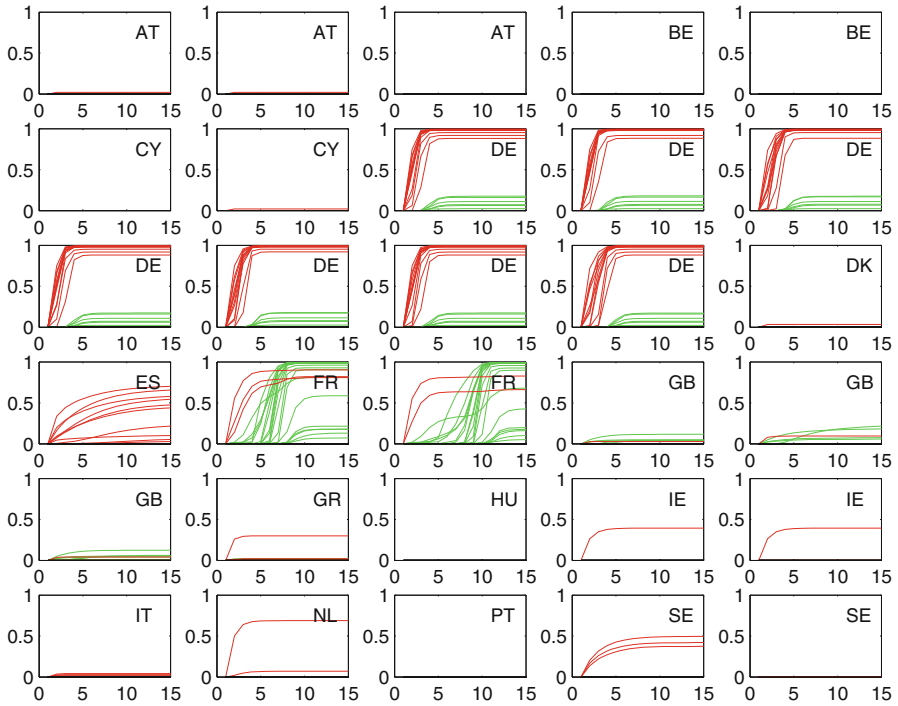 1 AT 1 AT 1 AT 1 BE 1 BE
0.5 0.5 0.5 0.5 0.5
0 0 0 0 0
0 5 10 15 0 5 10 15 0 5 10 15 0 5 10 15 0 5 10 15
1 CY 1 CY 1 DE 1 DE 1 DE
0.5 0.5 0.5 0.5 0.5
0 0 0 0 0
0 5 10 15 0 5 10 15 0 5 10 15 0 5 10 15 0 5 10 15
1 DE 1 DE 1 DE 1 DE 1 DK
0.5 0.5 0.5 0.5 0.5
0 0 0 0 0
0 5 10 15 0 5 10 15 0 5 10 15 0 5 10 15 0 5 10 15
1 ES 1 FR 1 FR 1 GB 1 GB
0.5 0.5 0.5 0.5 0.5
0 0 0 0 0
0 5 10 15 0 5 10 15 0 5 10 15 0 5 10 15 0 5 10 15
1 GB 1 GR 1 HU 1 IE 1 IE
0.5 0.5 0.5 0.5 0.5
0 0 0 0 0
0 5 10 15 0 5 10 15 0 5 10 15 0 5 10 15 0 5 10 15
1 IT 1 NL 1 PT 1 SE 1 SE
0.5 0.5 0.5 0.5 0.5
0 0 0 0 0
0 5 10 15 0 5 10 15 0 5 10 15 0 5 10 15 0 5 10 15